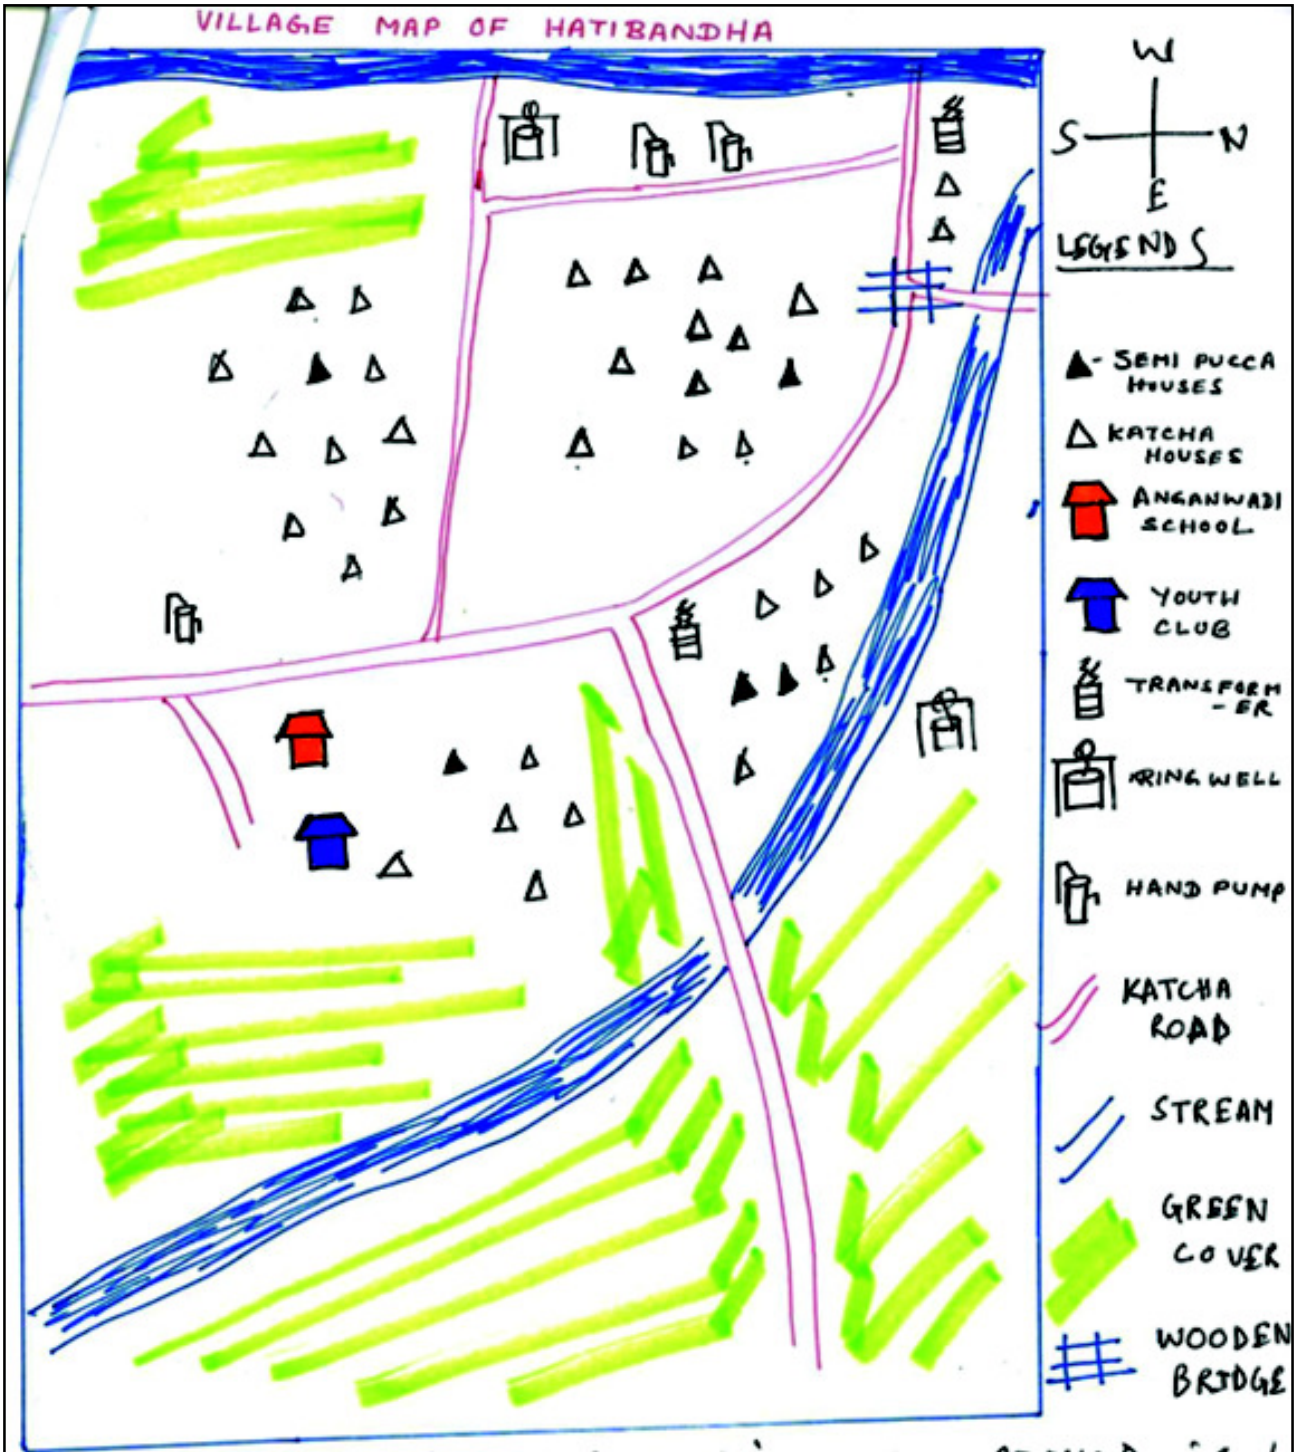 VILLAGE MAP OF HATIBANDHA
W
S N
E
LEGENDS
- SEMI PUCCA
HOUSES
KATCHA
HOUSES
ANGANWADI
SCHOOL
YOUTH
CLUB
TRANSFORM
- ER
RING WELL
HAND PUMP
KATCHA
ROAD
STREAM
GREEN
COVER
WOODEN
BRIDGE